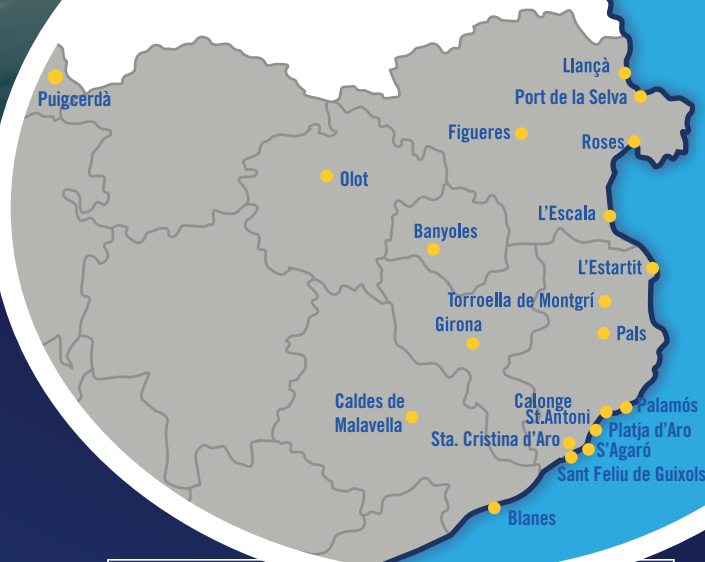 Llançà
Puigcerdà
Port de la Selva
Figueres
Roses
Olot
L'Escala
Banyoles
L'Estartit
Torroella de Montgrí
Girona
Pals
Caldes de
Malavella
Calonge
St.Antoni
Palamós
Platja d'Aro
Sta. Cristina d'Aro
S'Agaró
Sant Feliu de Guixols
Blanes